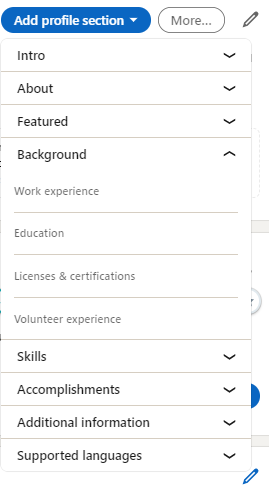 Add profile section
More...
Intro
About
Featured
Background
Work experience
Education
Licenses & certifications
Volunteer experience
Skills
Accomplishments
Additional information
Supported languages